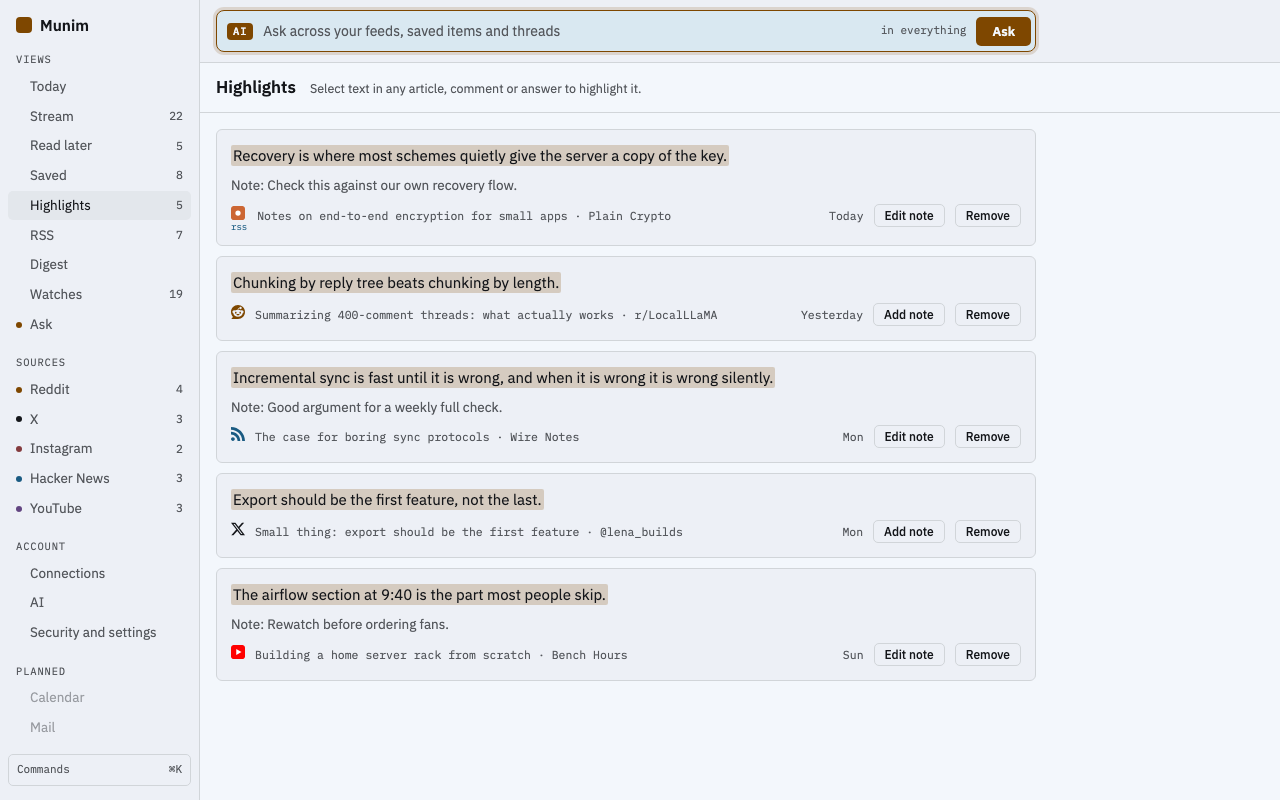 Munim
VIEWS
Today
Stream 22
Read later 5
Saved 8
Highlights 5
RSS 7
Digest
Watches 19
Ask
SOURCES
Reddit 4
X 3
Instagram 2
Hacker News 3
YouTube 3
ACCOUNT
Connections
AI
Security and settings
PLANNED
Calendar
Mail
Commands ⌘K
AI Ask across your feeds, saved items and threads in everything Ask
Highlights Select text in any article, comment or answer to highlight it.
Recovery is where most schemes quietly give the server a copy of the key.
Note: Check this against our own recovery flow.
Notes on end-to-end encryption for small apps · Plain Crypto Today Edit note Remove
rss
Chunking by reply tree beats chunking by length.
Summarizing 400-comment threads: what actually works · r/LocalLLaMA Yesterday Add note Remove
Incremental sync is fast until it is wrong, and when it is wrong it is wrong silently.
Note: Good argument for a weekly full check.
The case for boring sync protocols · Wire Notes Mon Edit note Remove
Export should be the first feature, not the last.
Small thing: export should be the first feature · @lena_builds Mon Add note Remove
The airflow section at 9:40 is the part most people skip.
Note: Rewatch before ordering fans.
Building a home server rack from scratch · Bench Hours Sun Edit note Remove